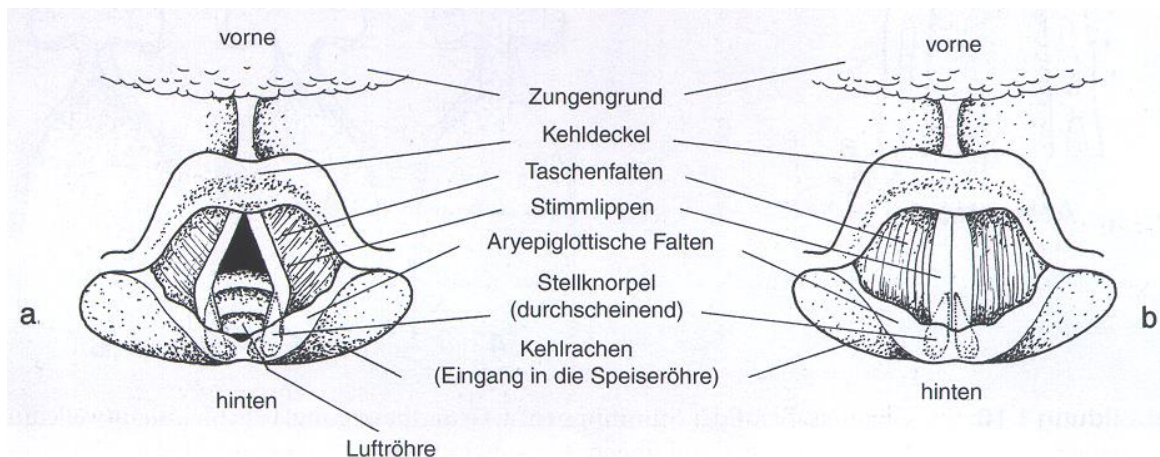 vorne
vorne
Zungengrund
Kehldeckel
Taschenfalten
Stimmlippen
Aryepiglottische Falten
Stellknorpel
(durchscheinend)
a.
b
Kehlrachen
(Eingang in die Speiseröhre)
hinten
hinten
Luftröhre